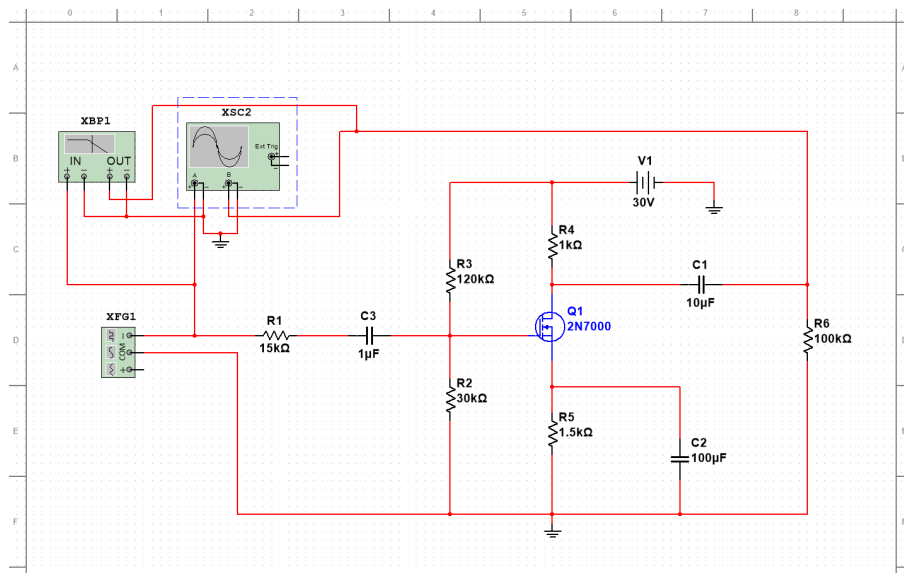 0 1 2 3 4 5 6 7 8
A
B
C
D
E
F
A
E
F
XBP1
IN OUT
+ − + −
XSC2
Ext Trig
+
−
A B
+ − + −
V1
30V
R4
1kΩ
R3
120kΩ
C1
10µF
XFG1
COM
+
R1
15kΩ
C3
1µF
Q1
2N7000
R6
100kΩ
R2
30kΩ
R5
1.5kΩ
C2
100µF